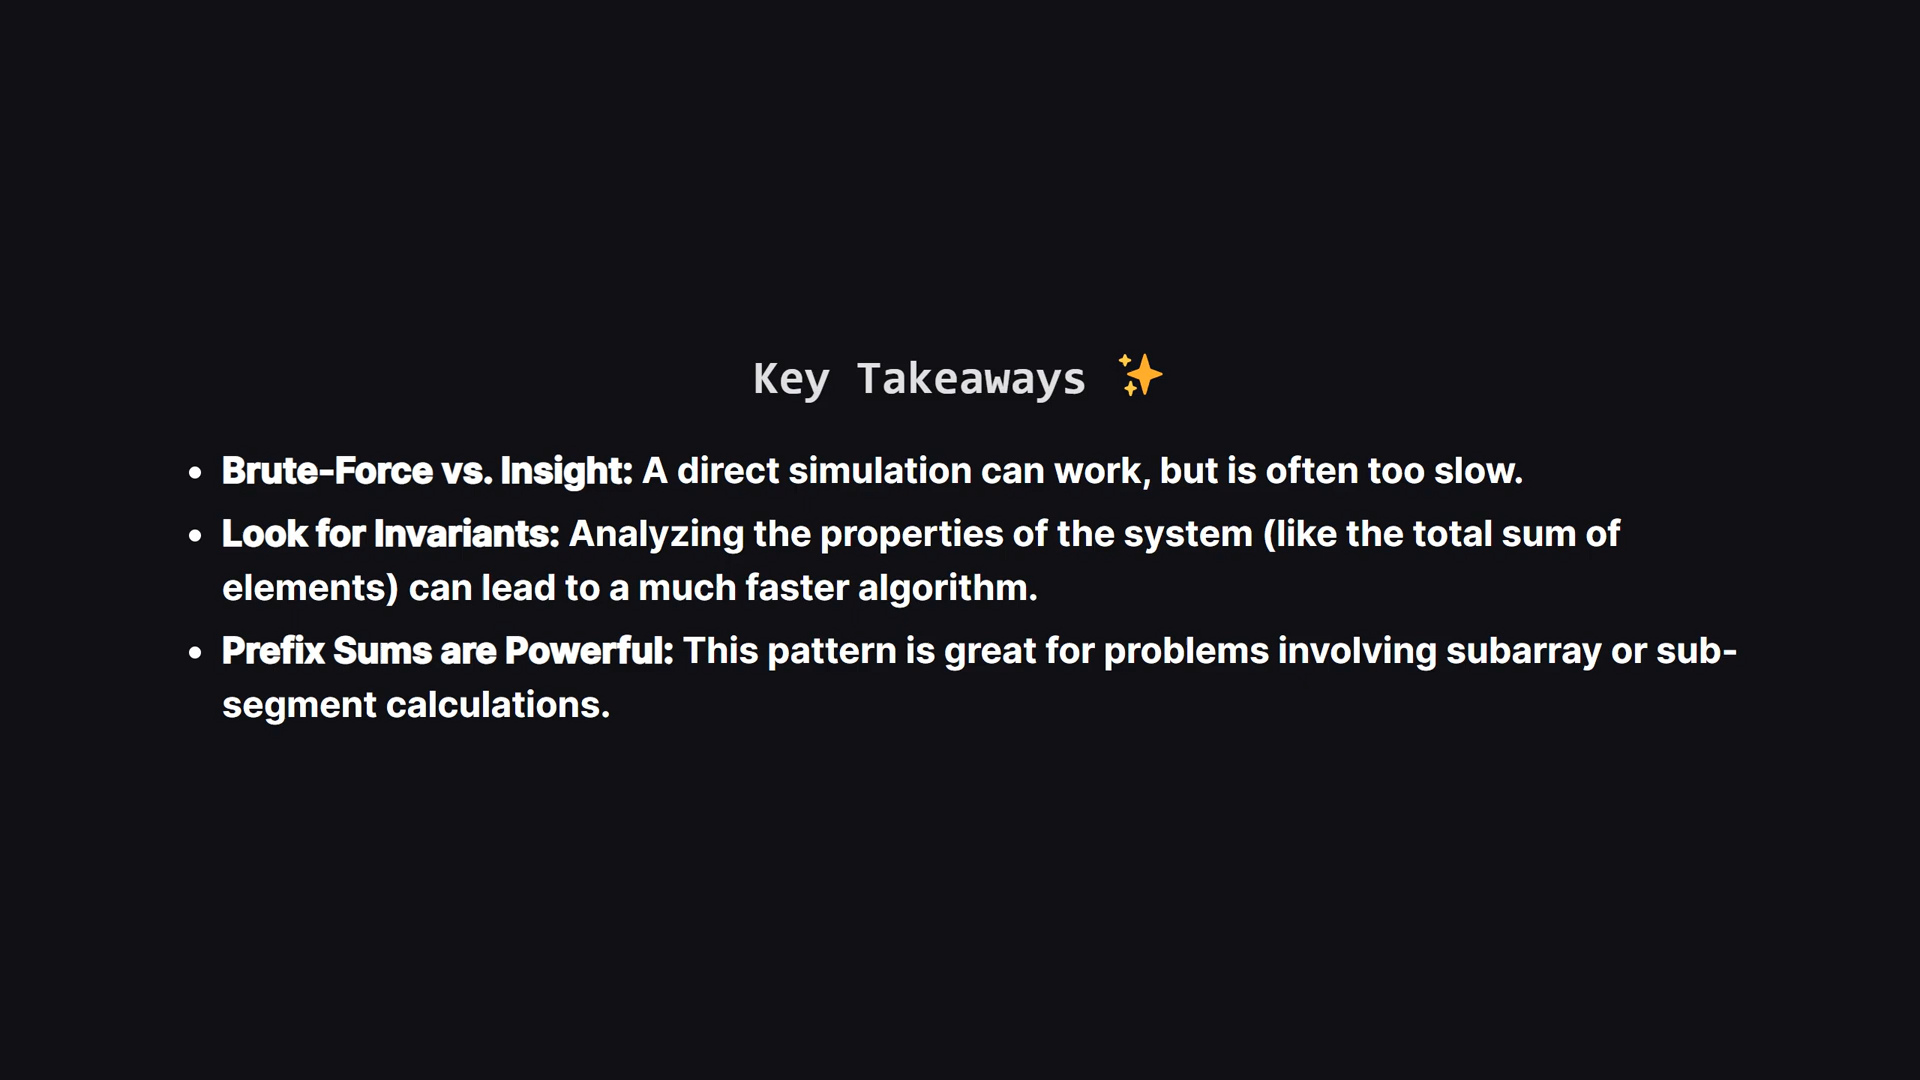 Key Takeaways ✨
• Brute-Force vs. Insight: A direct simulation can work, but is often too slow.
• Look for Invariants: Analyzing the properties of the system (like the total sum of
elements) can lead to a much faster algorithm.
• Prefix Sums are Powerful: This pattern is great for problems involving subarray or sub-
segment calculations.